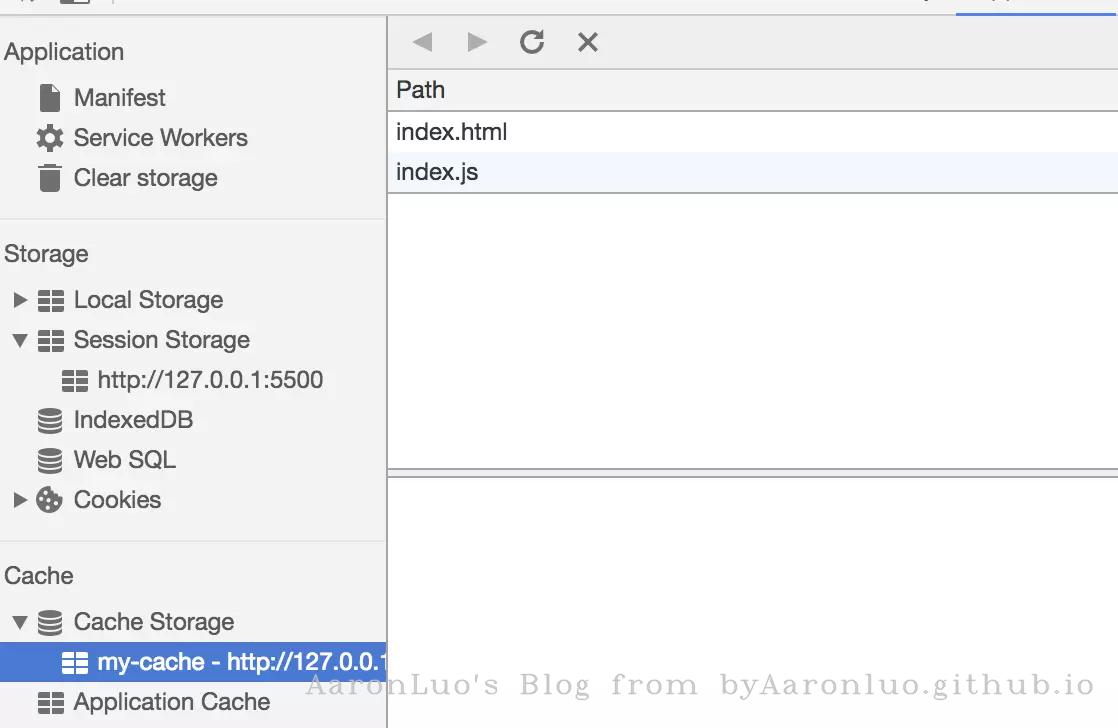 Application
Manifest
Service Workers
Clear storage
Storage
Local Storage
Session Storage
http://127.0.0.1:5500
IndexedDB
Web SQL
Cookies
Cache
Cache Storage
my-cache - http://127.0.0.1
Application Cache
Path
index.html
index.js
AaronLuo's Blog from byAaronluo.github.io